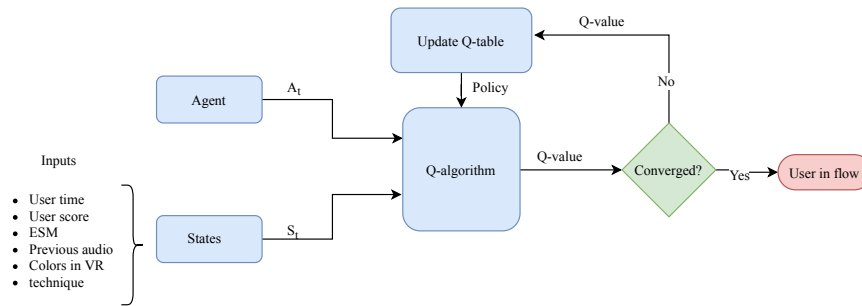 Q-value
Update Q-table
Agent
A_t
Policy
No
Inputs
Q-algorithm
Q-value
Converged?
Yes
User in flow
• User time
• User score
• ESM
• Previous audio
• Colors in VR
• technique
States
S_t